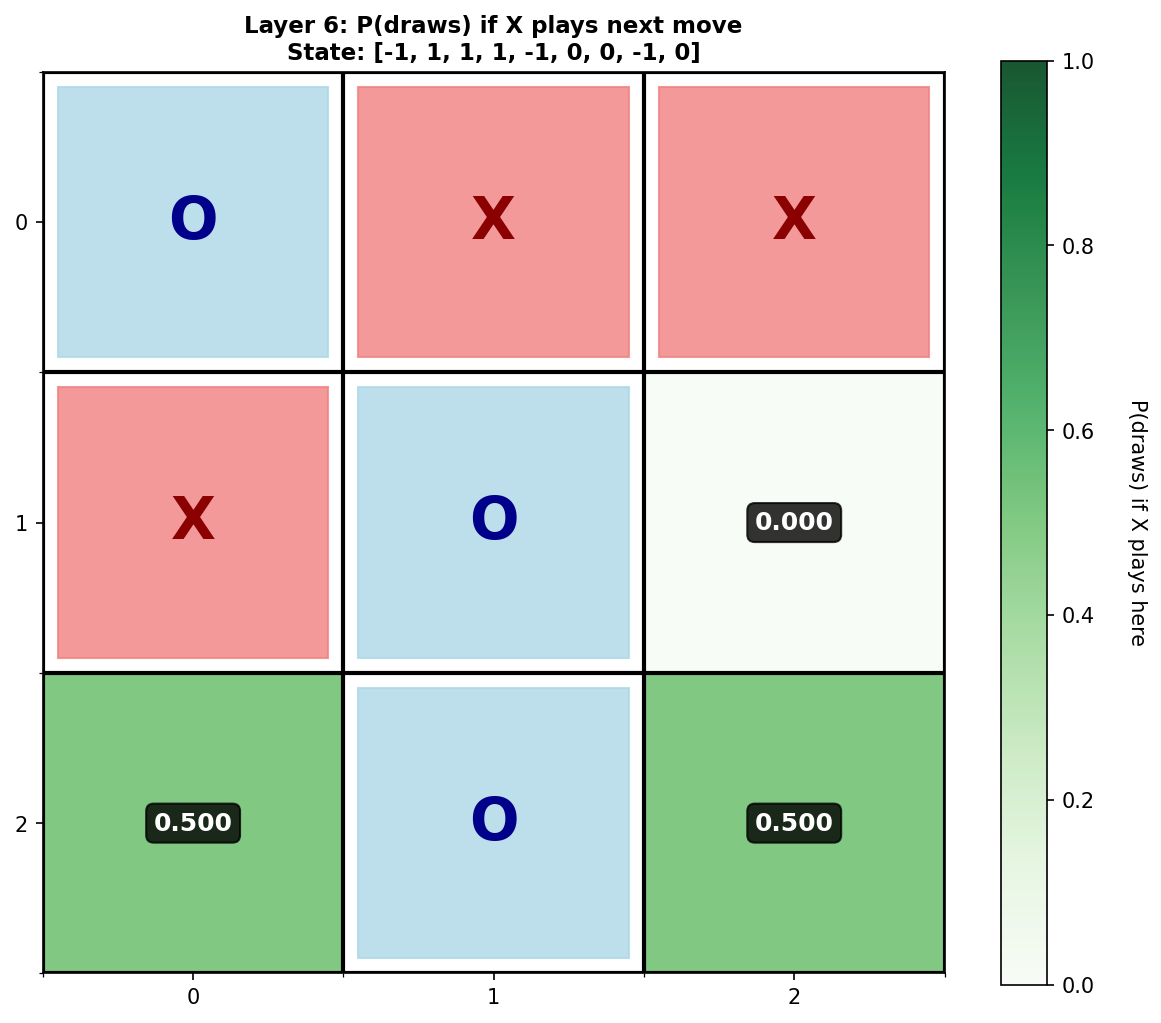 Layer 6: P(draws) if X plays next move
State: [-1, 1, 1, 1, -1, 0, 0, -1, 0]
O X X
X O 0.000
0.500 O 0.500
0
1
2
0 1 2
1.0
0.8
0.6
0.4
0.2
0.0
P(draws) if X plays here